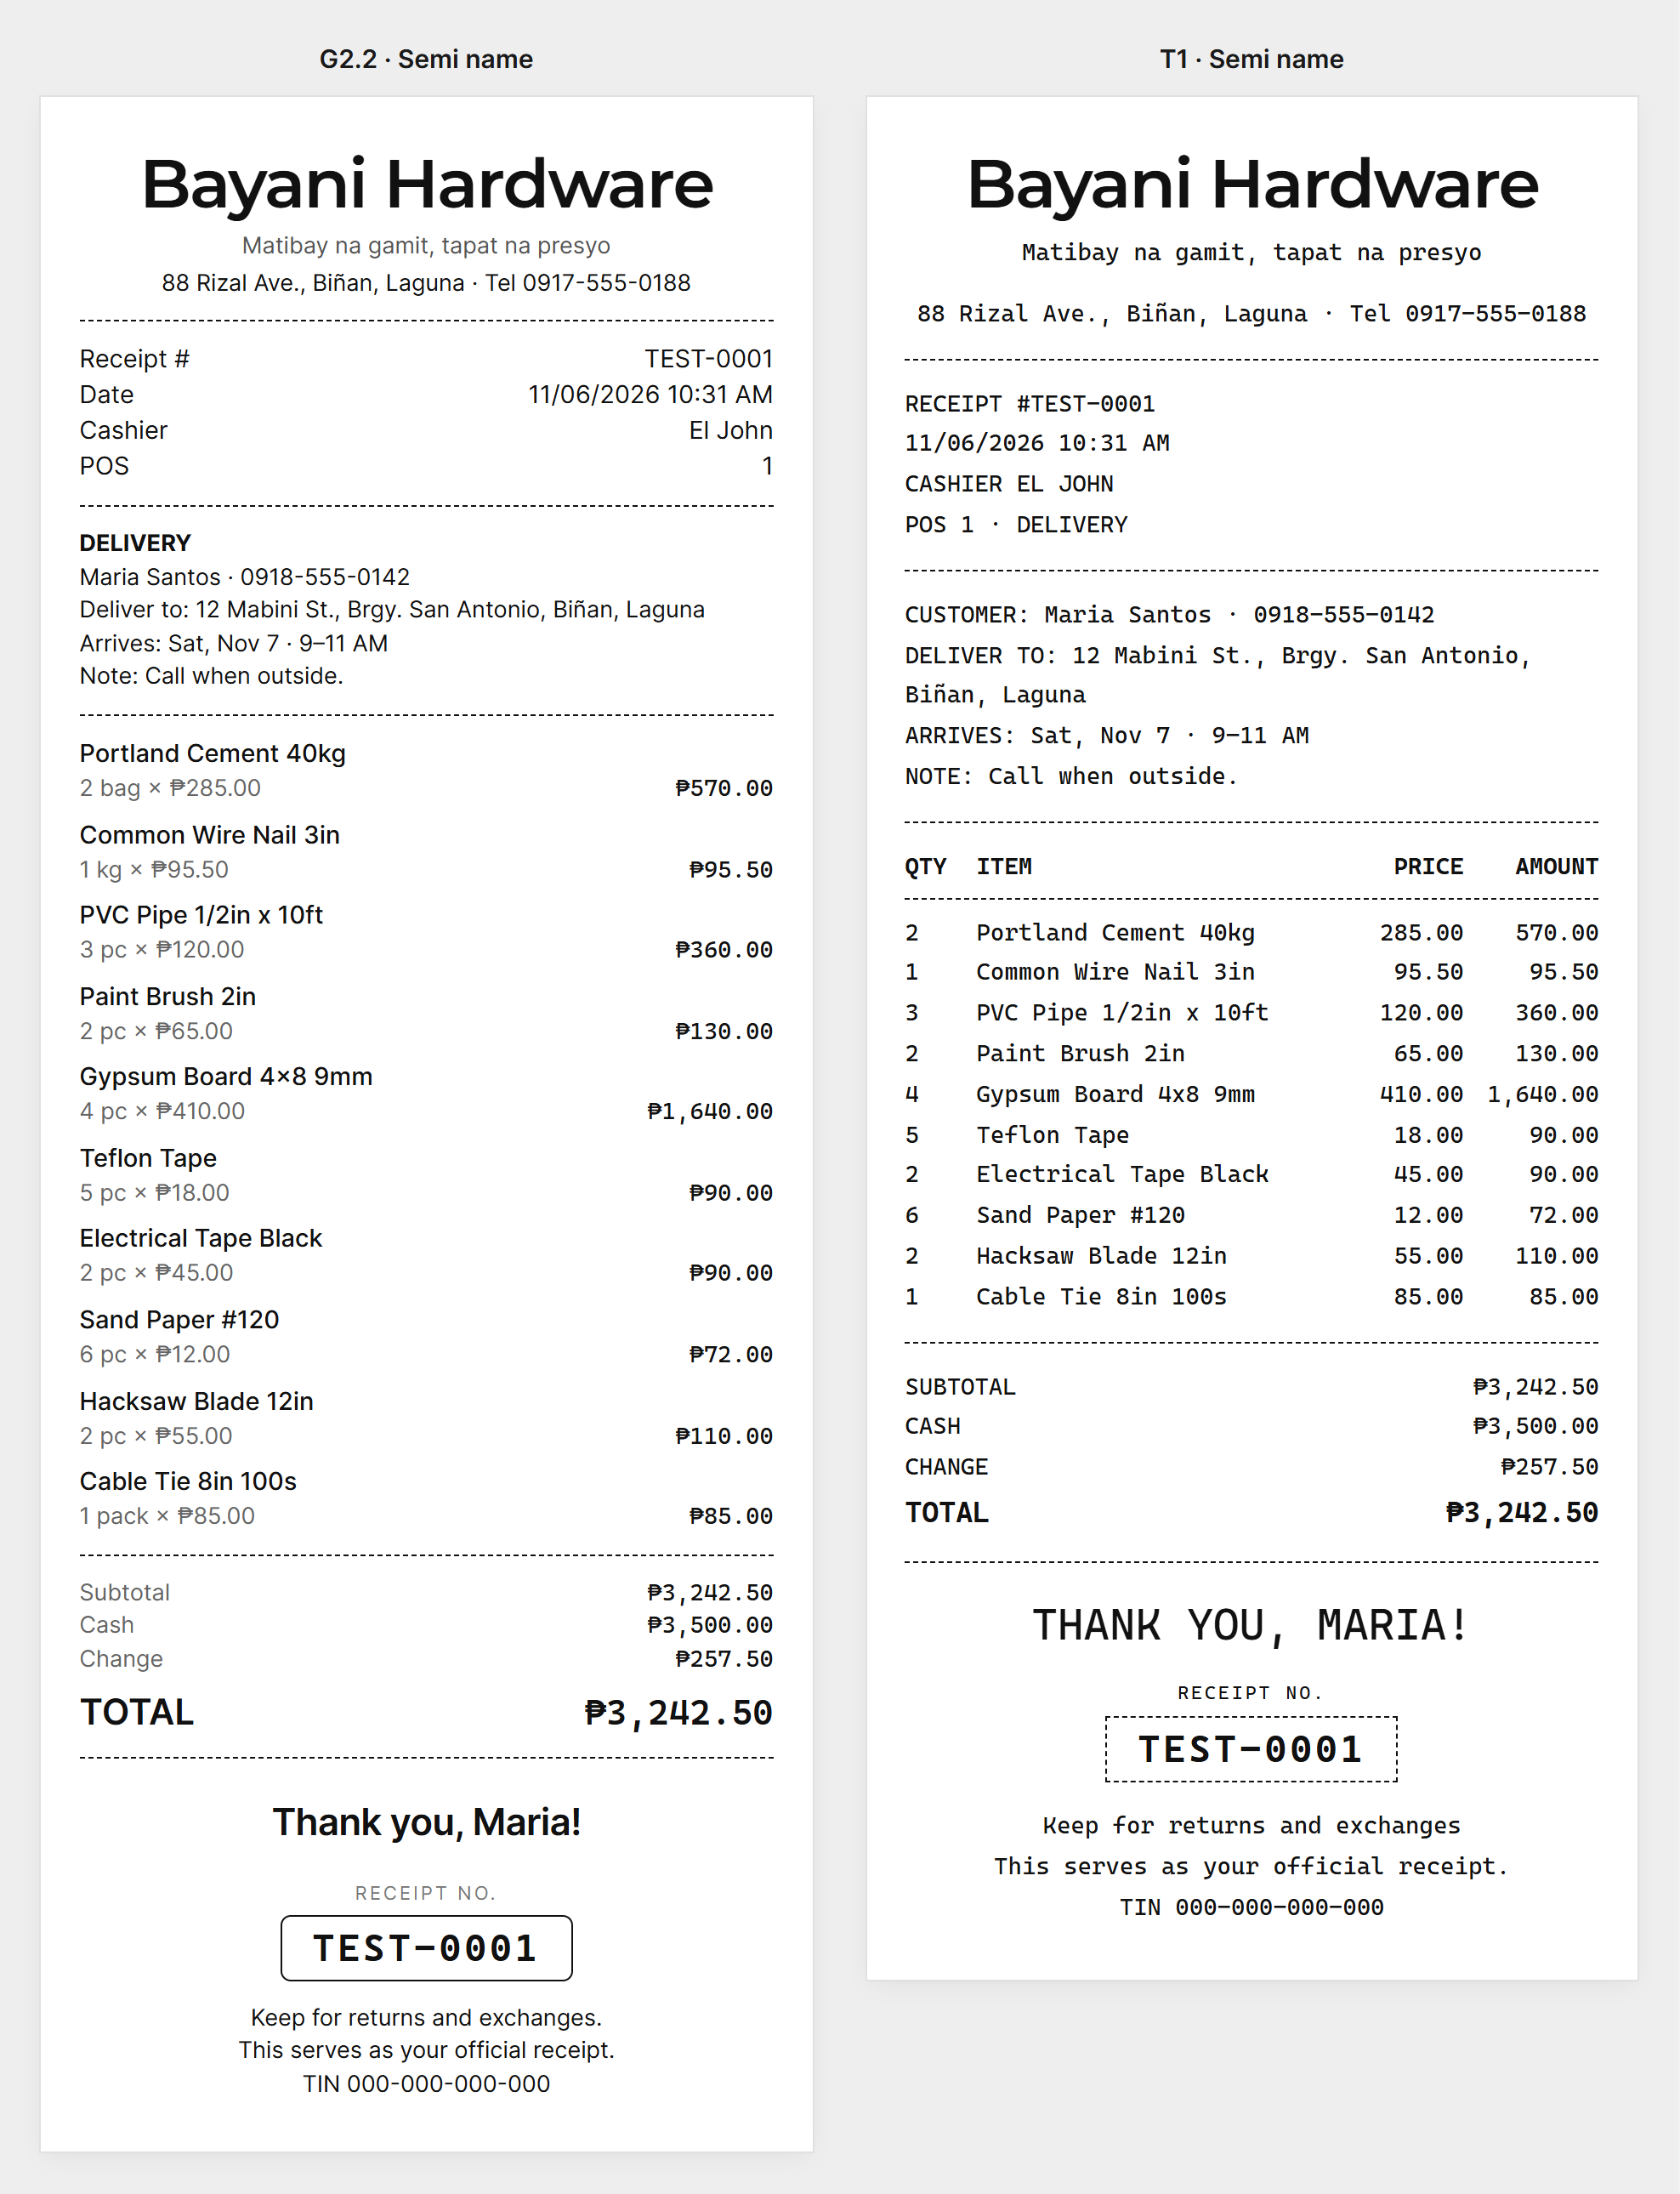 G2.2 · Semi name
Bayani Hardware
Matibay na gamit, tapat na presyo
88 Rizal Ave., Biñan, Laguna · Tel 0917-555-0188
Receipt # TEST-0001
Date 11/06/2026 10:31 AM
Cashier El John
POS 1
DELIVERY
Maria Santos · 0918-555-0142
Deliver to: 12 Mabini St., Brgy. San Antonio, Biñan, Laguna
Arrives: Sat, Nov 7 · 9–11 AM
Note: Call when outside.
Portland Cement 40kg
2 bag × ₱285.00 ₱570.00
Common Wire Nail 3in
1 kg × ₱95.50 ₱95.50
PVC Pipe 1/2in x 10ft
3 pc × ₱120.00 ₱360.00
Paint Brush 2in
2 pc × ₱65.00 ₱130.00
Gypsum Board 4×8 9mm
4 pc × ₱410.00 ₱1,640.00
Teflon Tape
5 pc × ₱18.00 ₱90.00
Electrical Tape Black
2 pc × ₱45.00 ₱90.00
Sand Paper #120
6 pc × ₱12.00 ₱72.00
Hacksaw Blade 12in
2 pc × ₱55.00 ₱110.00
Cable Tie 8in 100s
1 pack × ₱85.00 ₱85.00
Subtotal ₱3,242.50
Cash ₱3,500.00
Change ₱257.50
TOTAL ₱3,242.50
Thank you, Maria!
RECEIPT NO.
TEST-0001
Keep for returns and exchanges.
This serves as your official receipt.
TIN 000-000-000-000
T1 · Semi name
Bayani Hardware
Matibay na gamit, tapat na presyo
88 Rizal Ave., Biñan, Laguna · Tel 0917-555-0188
RECEIPT #TEST-0001
11/06/2026 10:31 AM
CASHIER EL JOHN
POS 1 · DELIVERY
CUSTOMER: Maria Santos · 0918-555-0142
DELIVER TO: 12 Mabini St., Brgy. San Antonio,
Biñan, Laguna
ARRIVES: Sat, Nov 7 · 9–11 AM
NOTE: Call when outside.
QTY ITEM PRICE AMOUNT
2 Portland Cement 40kg 285.00 570.00
1 Common Wire Nail 3in 95.50 95.50
3 PVC Pipe 1/2in x 10ft 120.00 360.00
2 Paint Brush 2in 65.00 130.00
4 Gypsum Board 4x8 9mm 410.00 1,640.00
5 Teflon Tape 18.00 90.00
2 Electrical Tape Black 45.00 90.00
6 Sand Paper #120 12.00 72.00
2 Hacksaw Blade 12in 55.00 110.00
1 Cable Tie 8in 100s 85.00 85.00
SUBTOTAL ₱3,242.50
CASH ₱3,500.00
CHANGE ₱257.50
TOTAL ₱3,242.50
THANK YOU, MARIA!
RECEIPT NO.
TEST-0001
Keep for returns and exchanges
This serves as your official receipt.
TIN 000-000-000-000